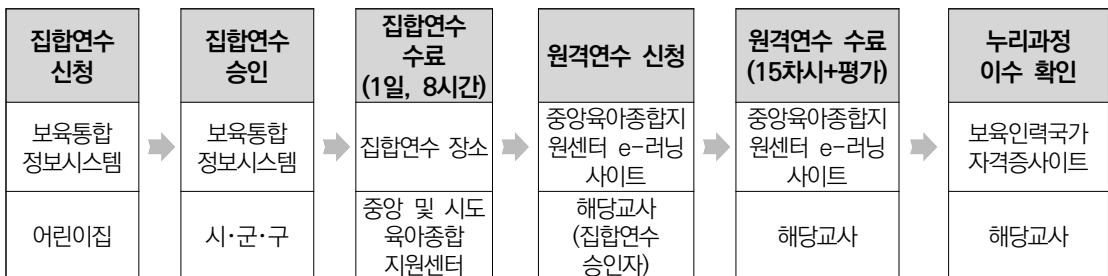 집합연수
신청
보육통합
정보시스템
어린이집
집합연수
승인
보육통합
정보시스템
시·군·구
집합연수
수료
(1일, 8시간)
집합연수 장소
중앙 및 시도
육아종합
지원센터
원격연수 신청
중앙육아종합지
원센터 e-러닝
사이트
해당교사
(집합연수
승인자)
원격연수 수료
(15차시+평가)
중앙육아종합지
원센터 e-러닝
사이트
해당교사
누리과정
이수 확인
보육인력국가
자격증사이트
해당교사